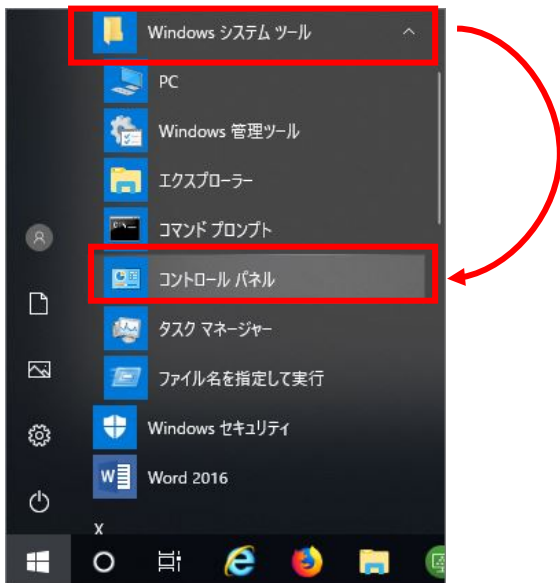 Windows システム ツール
PC
Windows 管理ツール
エクスプローラー
コマンド プロンプト
コントロール パネル
タスク マネージャー
ファイル名を指定して実行
Windows セキュリティ
Word 2016
X